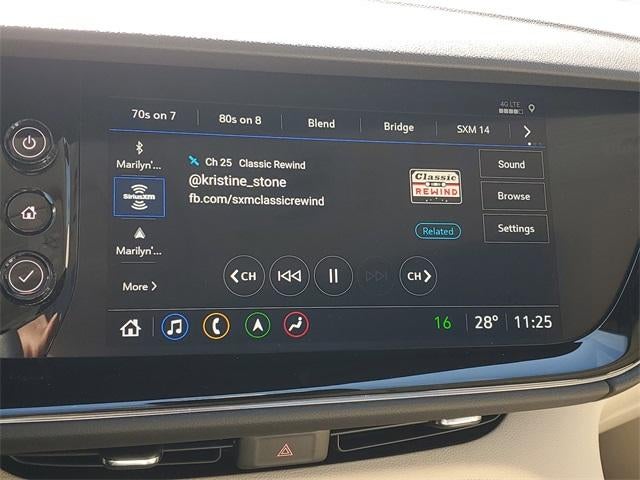 4G LTE
70s on 7
80s on 8
Blend
Bridge
SXM 14
Marilyn'...
Ch 25 Classic Rewind
@kristine_stone
fb.com/sxmclassicrewind
Classic
REWIND
Sound
SiriusXM
Browse
Marilyn'...
Related
Settings
More
CH
CH
16
28°
11:25